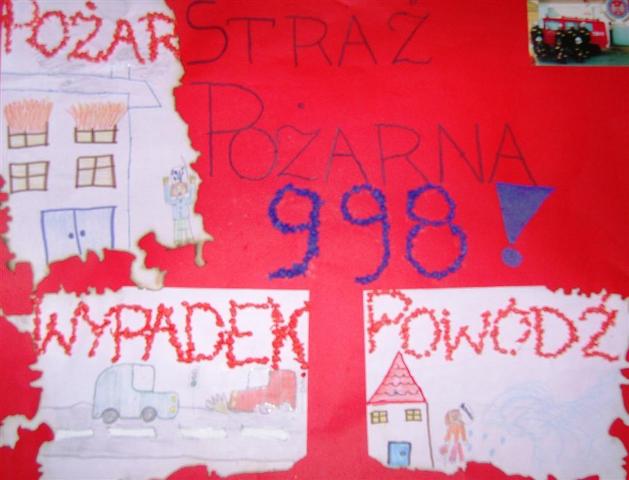 POŻAR
STRAŻ
POŻARNA
998!
WYPADEK
POWÓDŹ